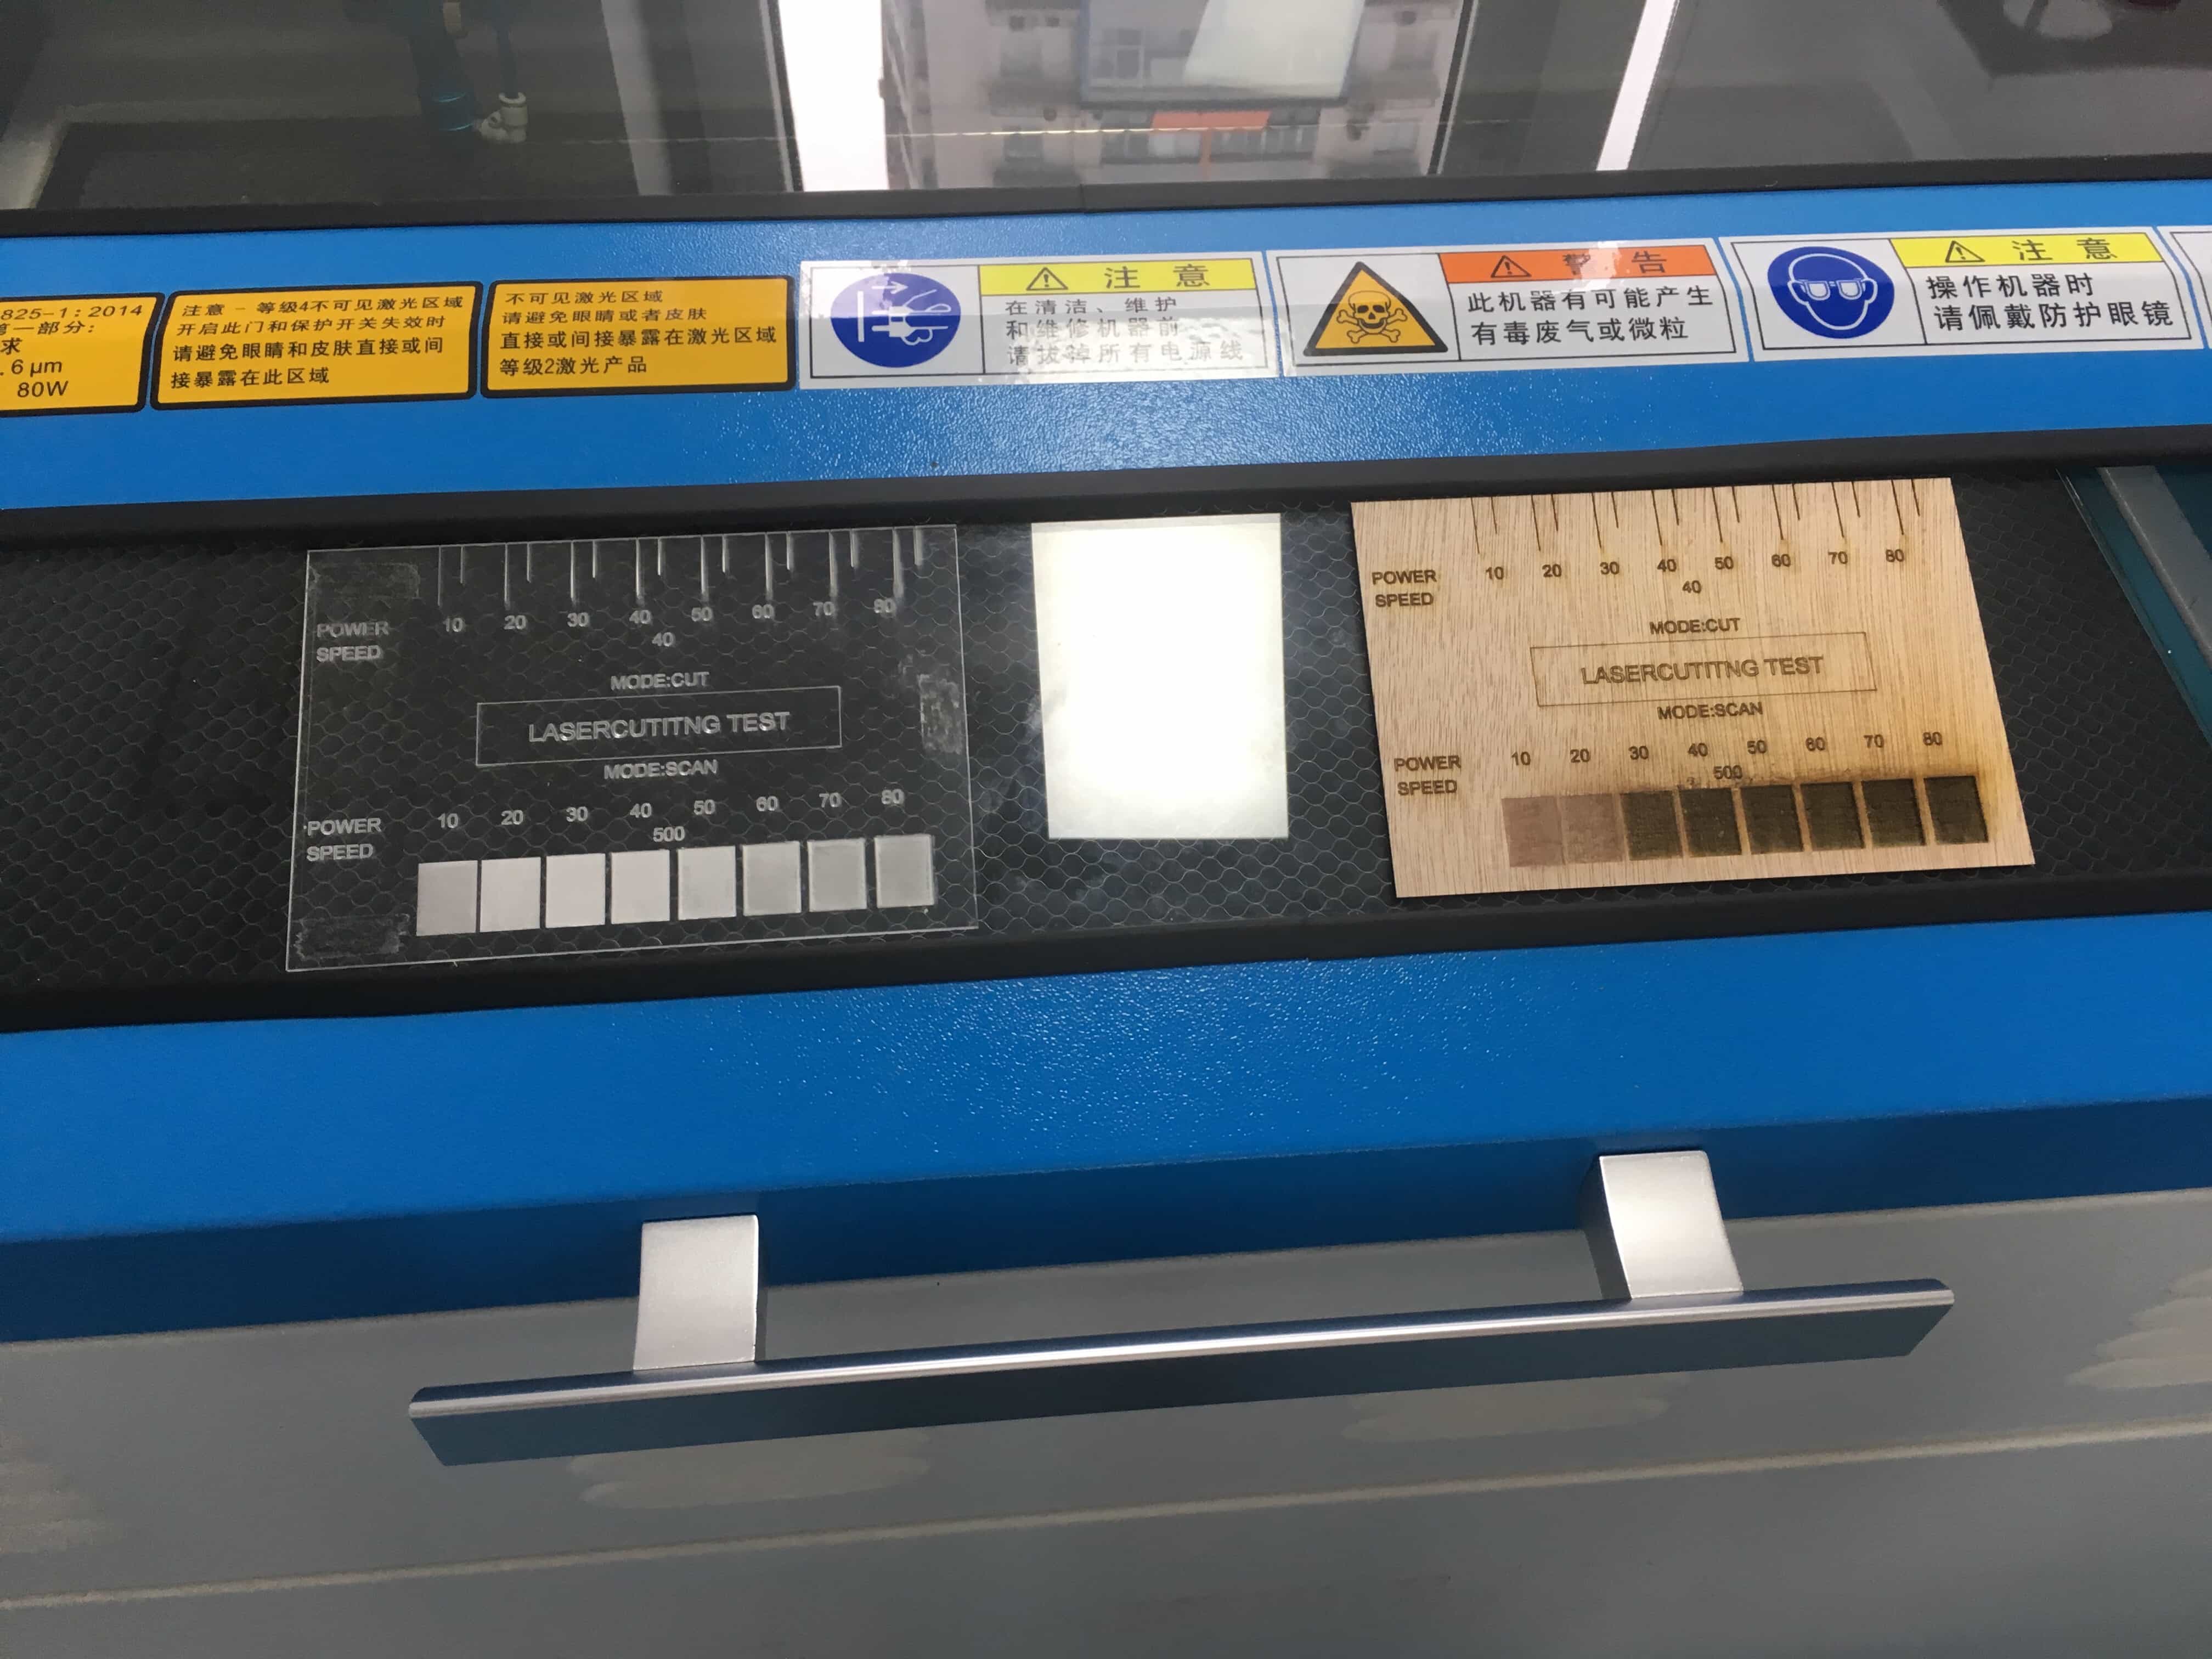 825-1:2014
第一部分:
求
.6μm
80W
注意 - 等级4不可见激光区域
开启此门和保护开关失效时
请避免眼睛和皮肤直接或间
接暴露在此区域
不可见激光区域
请避免眼睛或者皮肤
直接或间接暴露在激光区域
等级2激光产品
注 意
在清洁、维护
和维修机器前
请拔掉所有电源线
警 告
此机器有可能产生
有毒废气或微粒
注 意
操作机器时
请佩戴防护眼镜
POWER 10 20 30 40 50 60 70 80
SPEED 40
MODE:CUT
LASERCUTITNG TEST
MODE:SCAN
POWER 10 20 30 40 50 60 70 80
SPEED 500
POWER 10 20 30 40 50 60 70 80
SPEED 40
MODE:CUT
LASERCUTITNG TEST
MODE:SCAN
POWER 10 20 30 40 50 60 70 80
SPEED 500